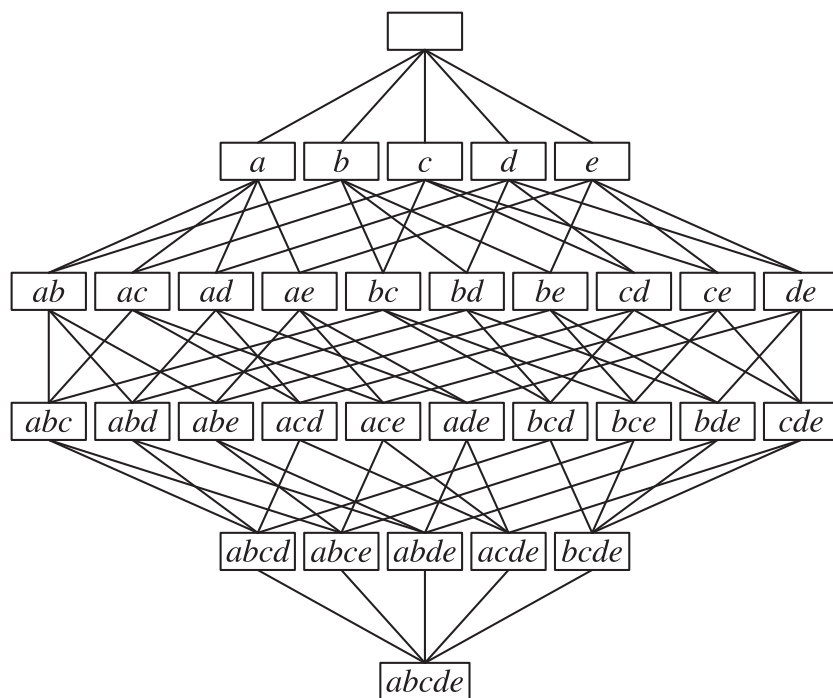 a b c d e
ab ac ad ae bc bd be cd ce de
abc abd abe acd ace ade bcd bce bde cde
abcd abce abde acde bcde
abcde